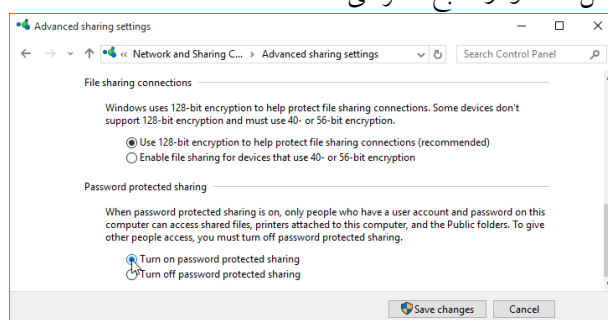 Advanced sharing settings
« Network and Sharing C... > Advanced sharing settings
Search Control Panel
File sharing connections
Windows uses 128-bit encryption to help protect file sharing connections. Some devices don't
support 128-bit encryption and must use 40- or 56-bit encryption.
Use 128-bit encryption to help protect file sharing connections (recommended)
Enable file sharing for devices that use 40- or 56-bit encryption
Password protected sharing
When password protected sharing is on, only people who have a user account and password on this
computer can access shared files, printers attached to this computer, and the Public folders. To give
other people access, you must turn off password protected sharing.
Turn on password protected sharing
Turn off password protected sharing
Save changes
Cancel